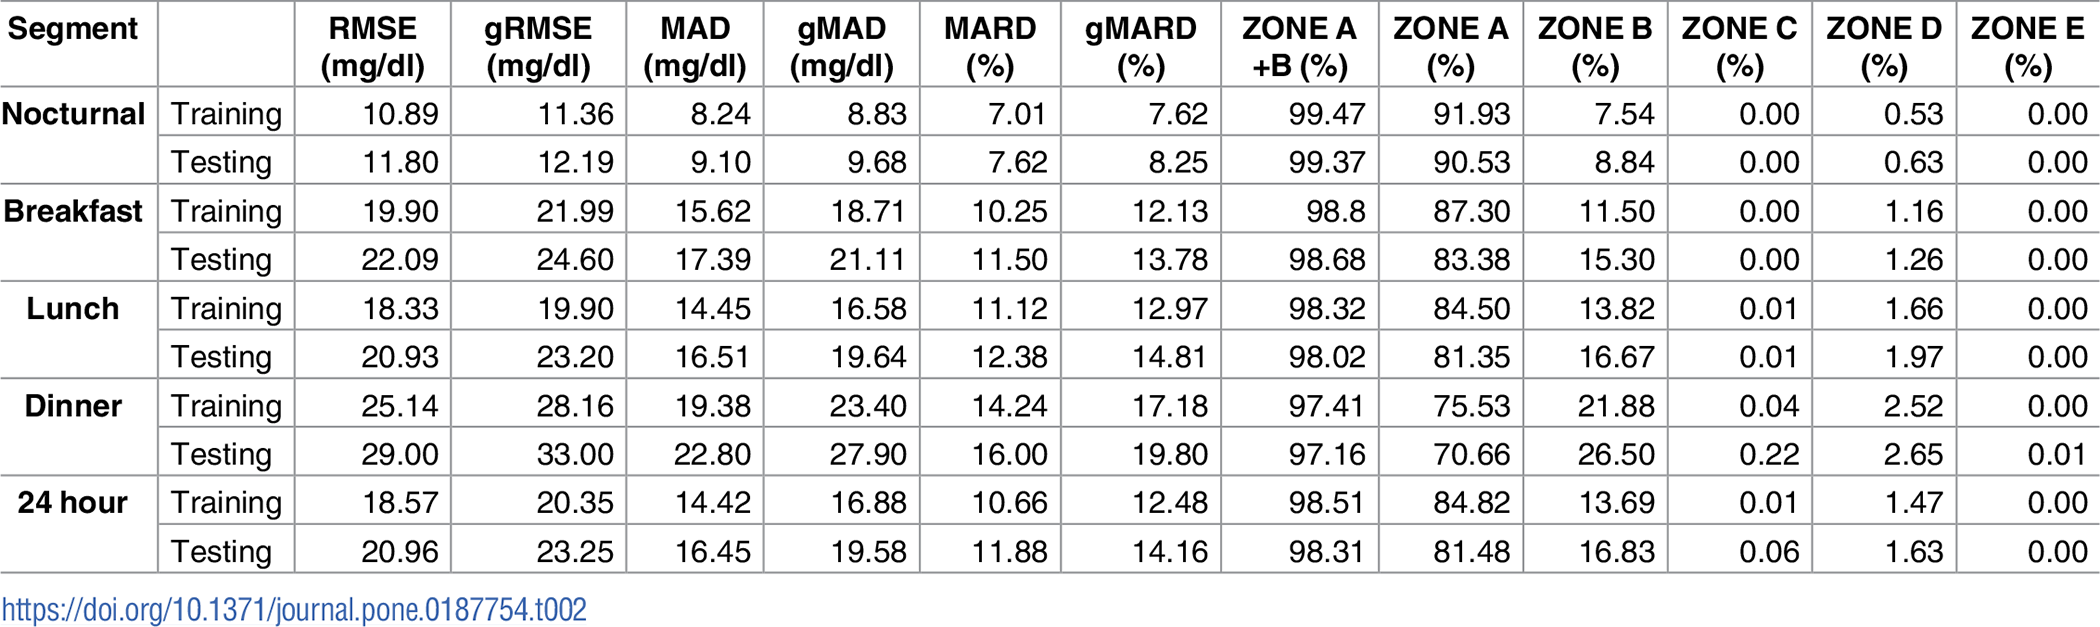 Segment RMSE (mg/dl) gRMSE (mg/dl) MAD (mg/dl) gMAD (mg/dl) MARD (%) gMARD (%) ZONE A +B (%) ZONE A (%) ZONE B (%) ZONE C (%) ZONE D (%) ZONE E (%)
Nocturnal Training 10.89 11.36 8.24 8.83 7.01 7.62 99.47 91.93 7.54 0.00 0.53 0.00
Testing 11.80 12.19 9.10 9.68 7.62 8.25 99.37 90.53 8.84 0.00 0.63 0.00
Breakfast Training 19.90 21.99 15.62 18.71 10.25 12.13 98.8 87.30 11.50 0.00 1.16 0.00
Testing 22.09 24.60 17.39 21.11 11.50 13.78 98.68 83.38 15.30 0.00 1.26 0.00
Lunch Training 18.33 19.90 14.45 16.58 11.12 12.97 98.32 84.50 13.82 0.01 1.66 0.00
Testing 20.93 23.20 16.51 19.64 12.38 14.81 98.02 81.35 16.67 0.01 1.97 0.00
Dinner Training 25.14 28.16 19.38 23.40 14.24 17.18 97.41 75.53 21.88 0.04 2.52 0.00
Testing 29.00 33.00 22.80 27.90 16.00 19.80 97.16 70.66 26.50 0.22 2.65 0.01
24 hour Training 18.57 20.35 14.42 16.88 10.66 12.48 98.51 84.82 13.69 0.01 1.47 0.00
Testing 20.96 23.25 16.45 19.58 11.88 14.16 98.31 81.48 16.83 0.06 1.63 0.00
https://doi.org/10.1371/journal.pone.0187754.t002